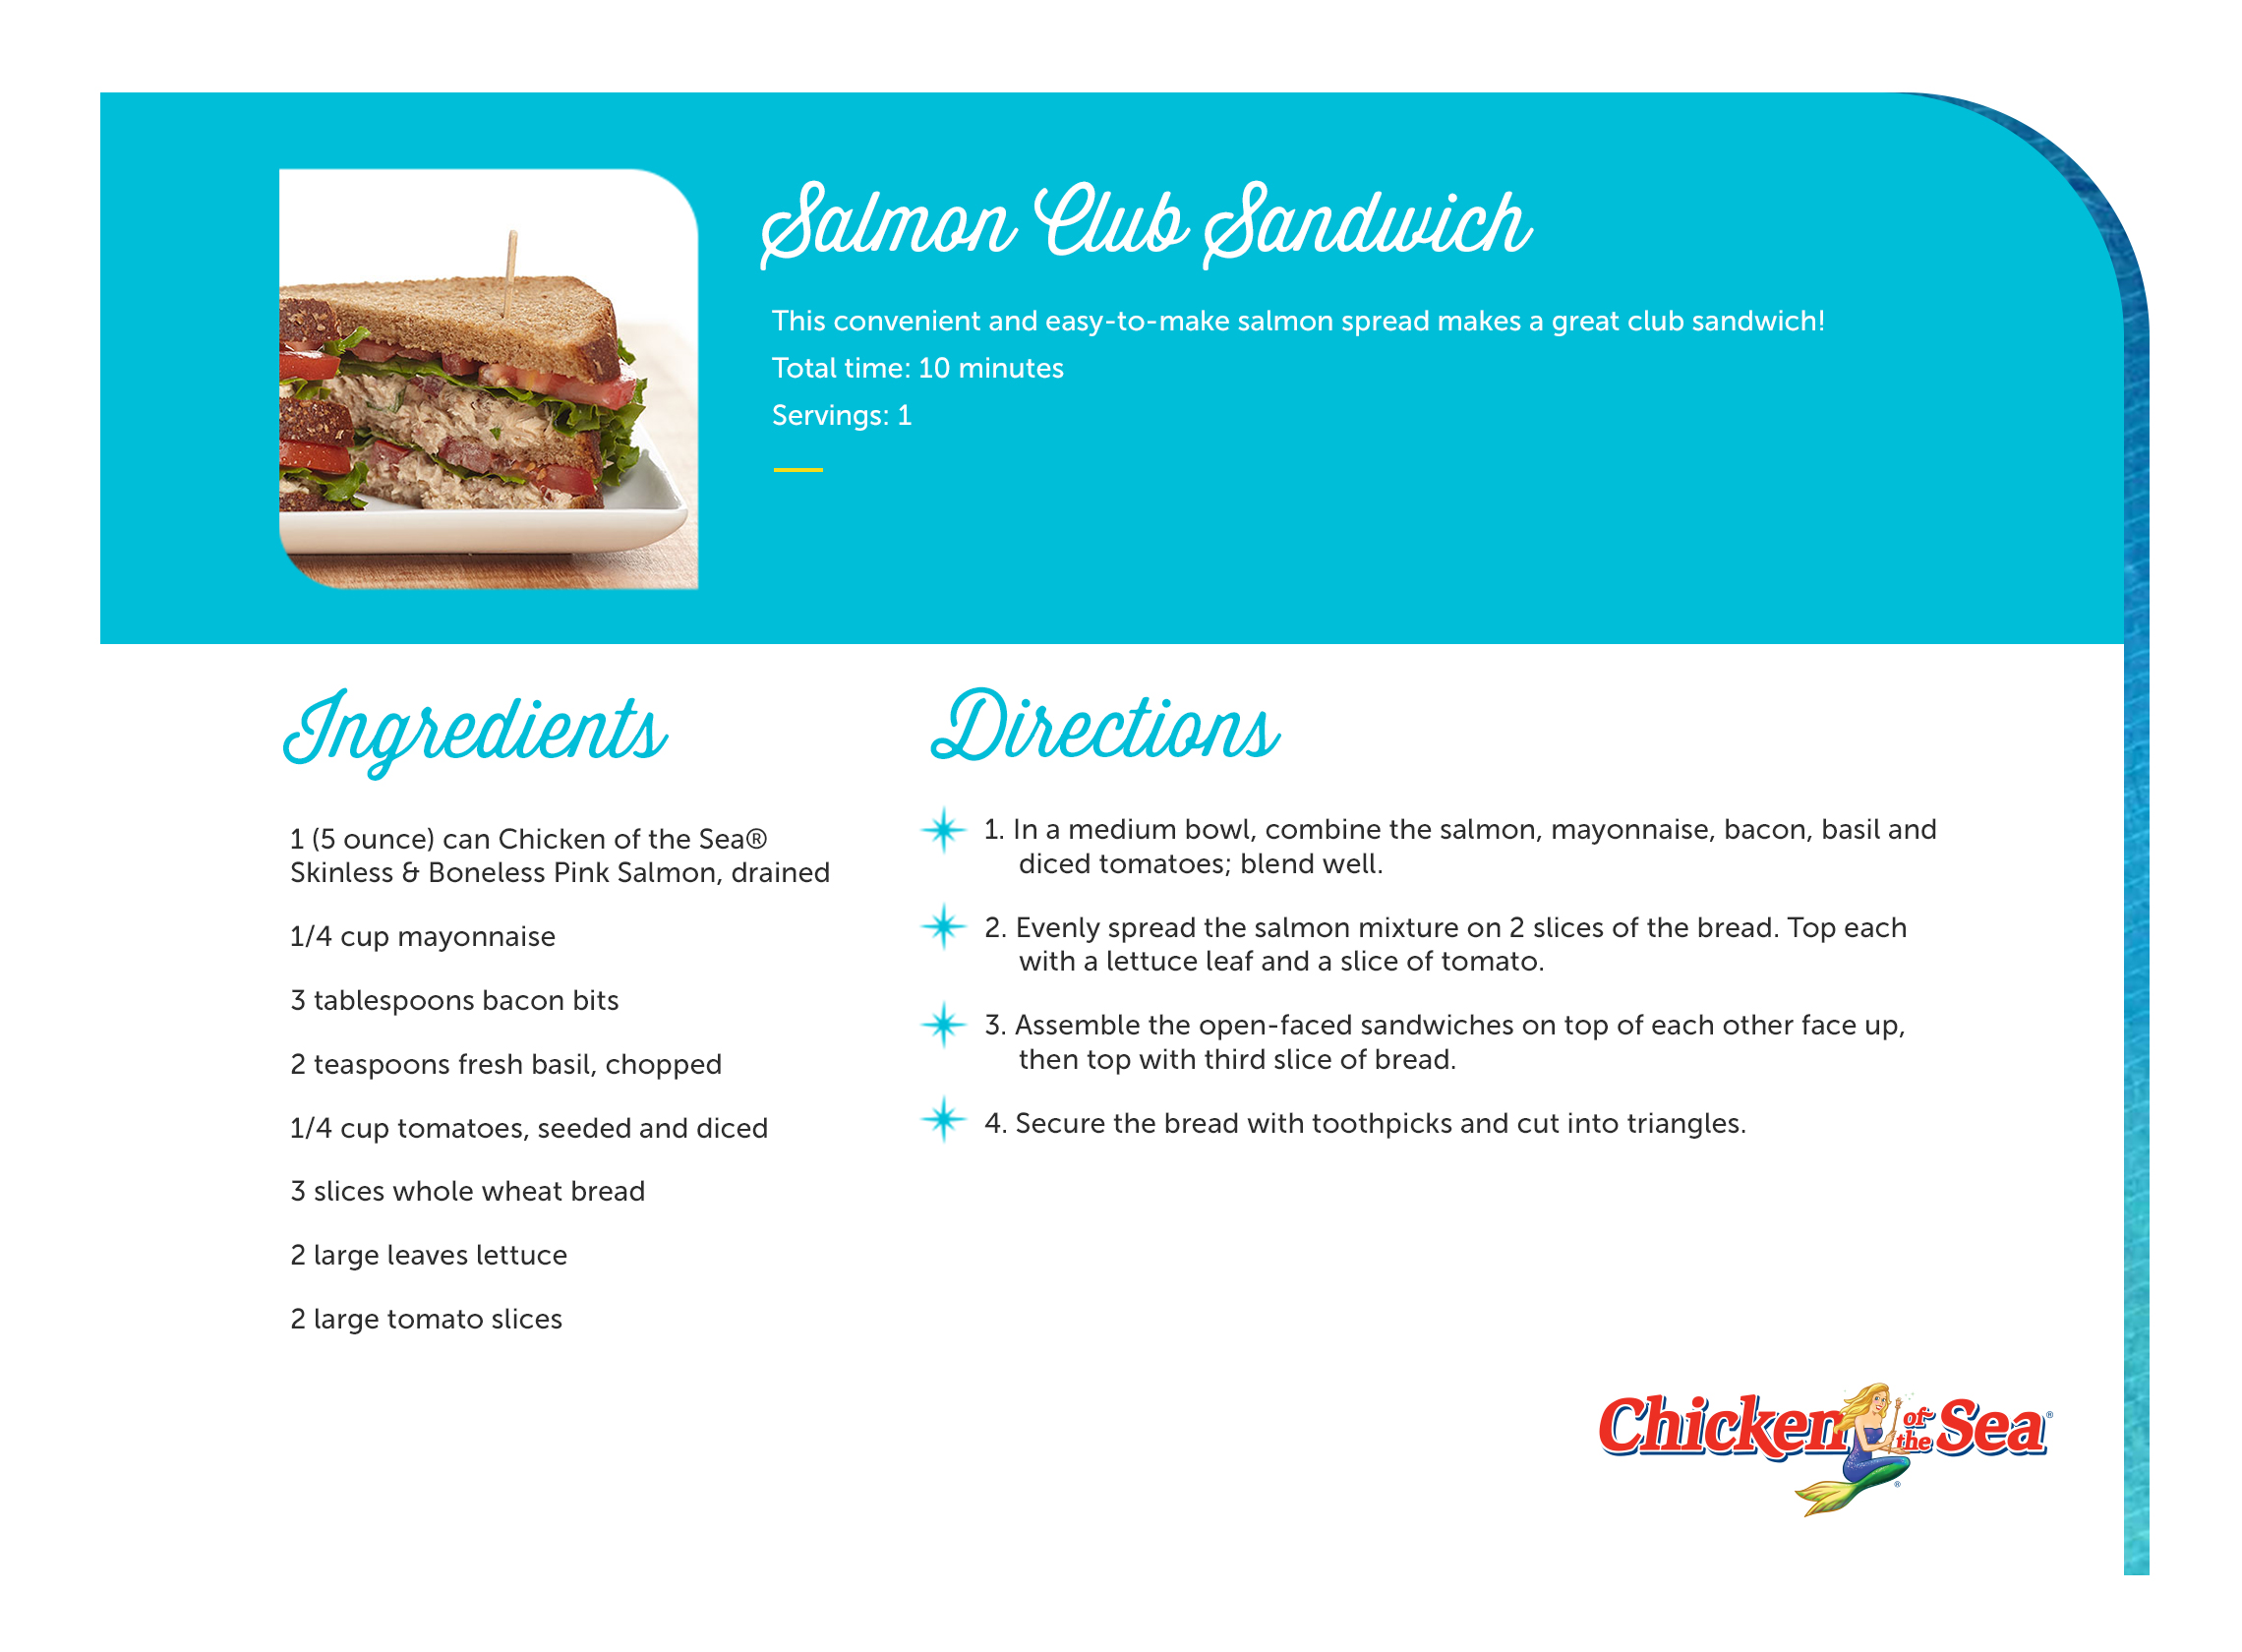 Salmon Club Sandwich
This convenient and easy-to-make salmon spread makes a great club sandwich!
Total time: 10 minutes
Servings: 1
Ingredients
1 (5 ounce) can Chicken of the Sea®
Skinless & Boneless Pink Salmon, drained
1/4 cup mayonnaise
3 tablespoons bacon bits
2 teaspoons fresh basil, chopped
1/4 cup tomatoes, seeded and diced
3 slices whole wheat bread
2 large leaves lettuce
2 large tomato slices
Directions
1. In a medium bowl, combine the salmon, mayonnaise, bacon, basil and
diced tomatoes; blend well.
2. Evenly spread the salmon mixture on 2 slices of the bread. Top each
with a lettuce leaf and a slice of tomato.
3. Assemble the open-faced sandwiches on top of each other face up,
then top with third slice of bread.
4. Secure the bread with toothpicks and cut into triangles.
Chicken of the Sea®
®